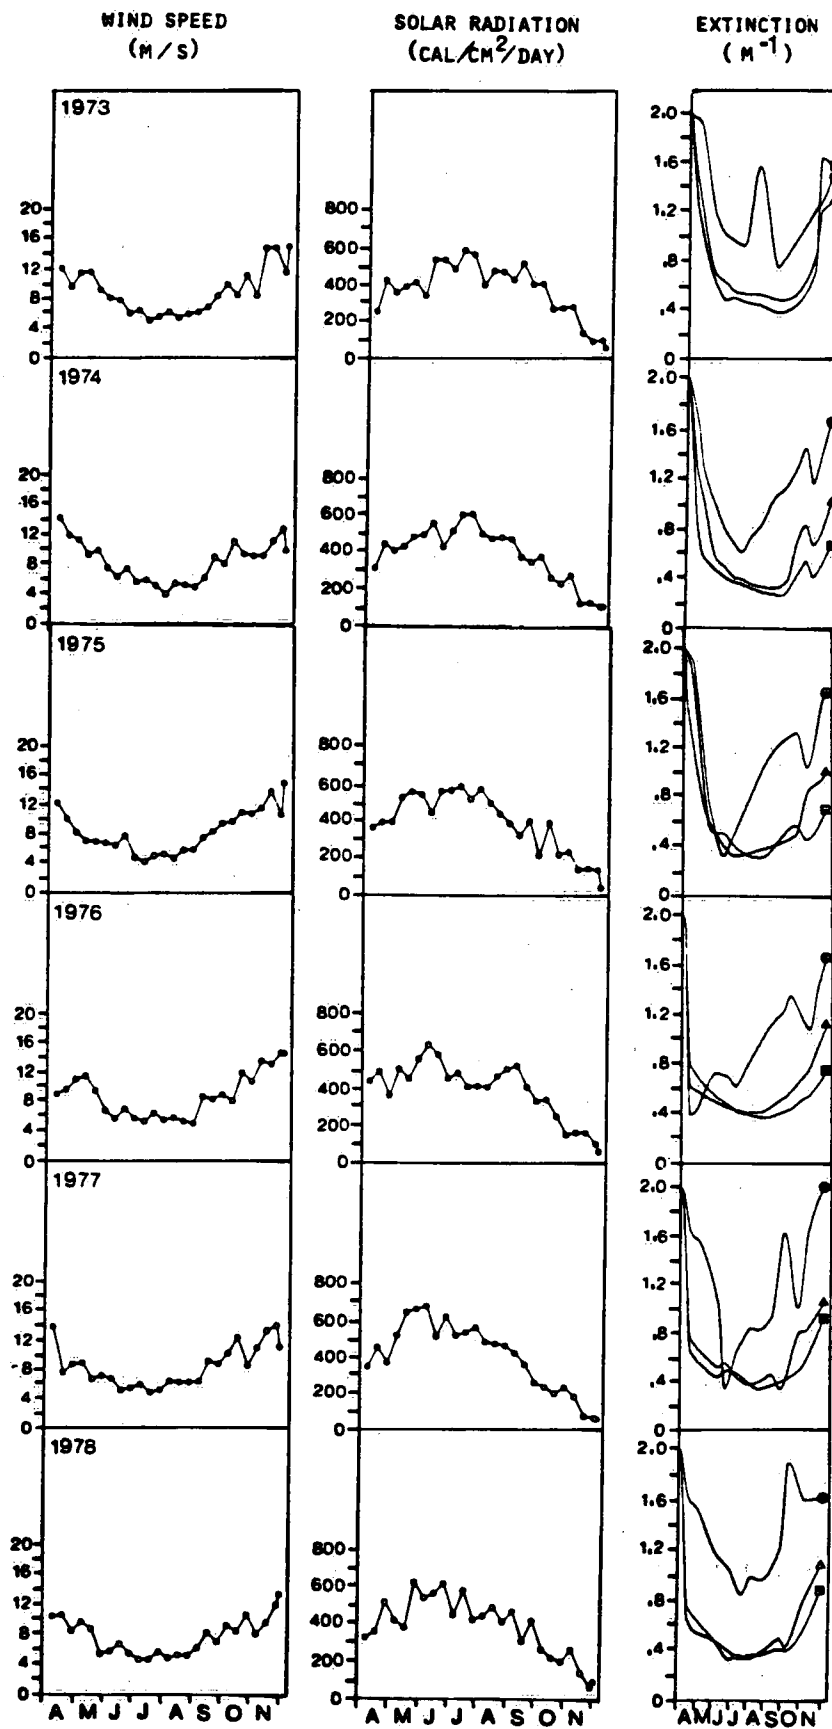 WIND SPEED SOLAR RADIATION EXTINCTION
(M/S) (CAL/CM²/DAY) (M⁻¹)
1973
20 16 12 8 4 0
800 600 400 200 0
2.0 1.6 1.2 .8 .4 0
1974
20 16 12 8 4 0
800 600 400 200 0
2.0 1.6 1.2 .8 .4 0
1975
20 16 12 8 4 0
800 600 400 200 0
2.0 1.6 1.2 .8 .4 0
1976
20 16 12 8 4 0
800 600 400 200 0
2.0 1.6 1.2 .8 .4 0
1977
20 16 12 8 4 0
800 600 400 200 0
2.0 1.6 1.2 .8 .4 0
1978
20 16 12 8 4 0
800 600 400 200 0
2.0 1.6 1.2 .8 .4 0
A M J J A S O N A M J J A S O N A M J J A S O N